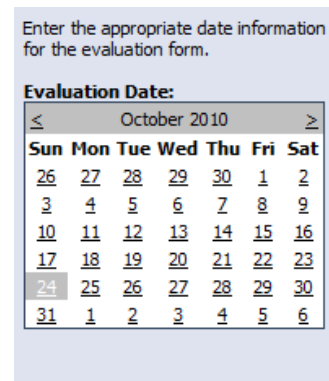 Enter the appropriate date information
for the evaluation form.
Evaluation Date:
< October 2010 >
Sun Mon Tue Wed Thu Fri Sat
26 27 28 29 30 1 2
3 4 5 6 7 8 9
10 11 12 13 14 15 16
17 18 19 20 21 22 23
24 25 26 27 28 29 30
31 1 2 3 4 5 6